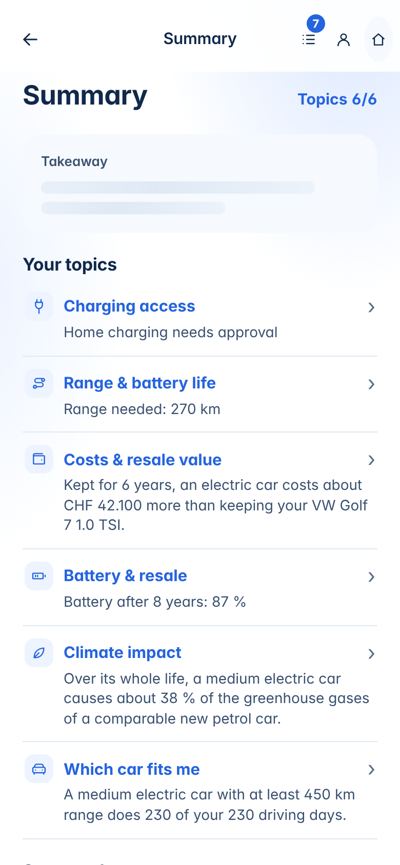 7
Summary
Summary
Topics 6/6
Takeaway
Your topics
Charging access
Home charging needs approval
Range & battery life
Range needed: 270 km
Costs & resale value
Kept for 6 years, an electric car costs about
CHF 42.100 more than keeping your VW Golf
7 1.0 TSI.
Battery & resale
Battery after 8 years: 87 %
Climate impact
Over its whole life, a medium electric car
causes about 38 % of the greenhouse gases
of a comparable new petrol car.
Which car fits me
A medium electric car with at least 450 km
range does 230 of your 230 driving days.